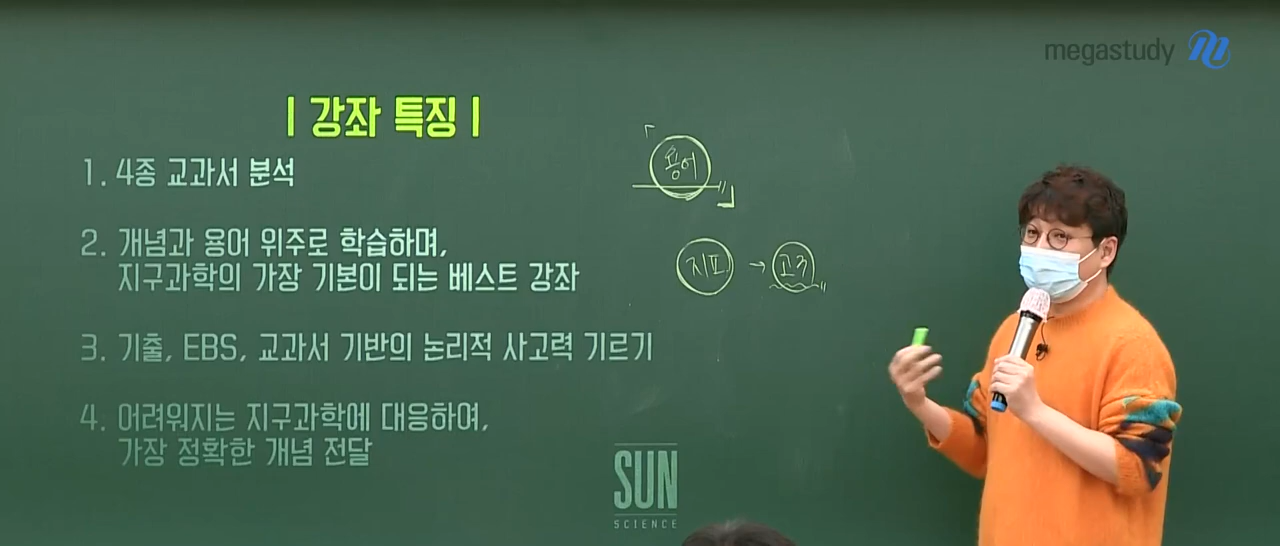 megastudy
| 강좌 특징 |
1. 4종 교과서 분석
용어
2. 개념과 용어 위주로 학습하며,
지구과학의 가장 기본이 되는 베스트 강좌
지표 → 고기
3. 기출, EBS, 교과서 기반의 논리적 사고력 기르기
4. 어려워지는 지구과학에 대응하여,
가장 정확한 개념 전달
SUN
SCIENCE